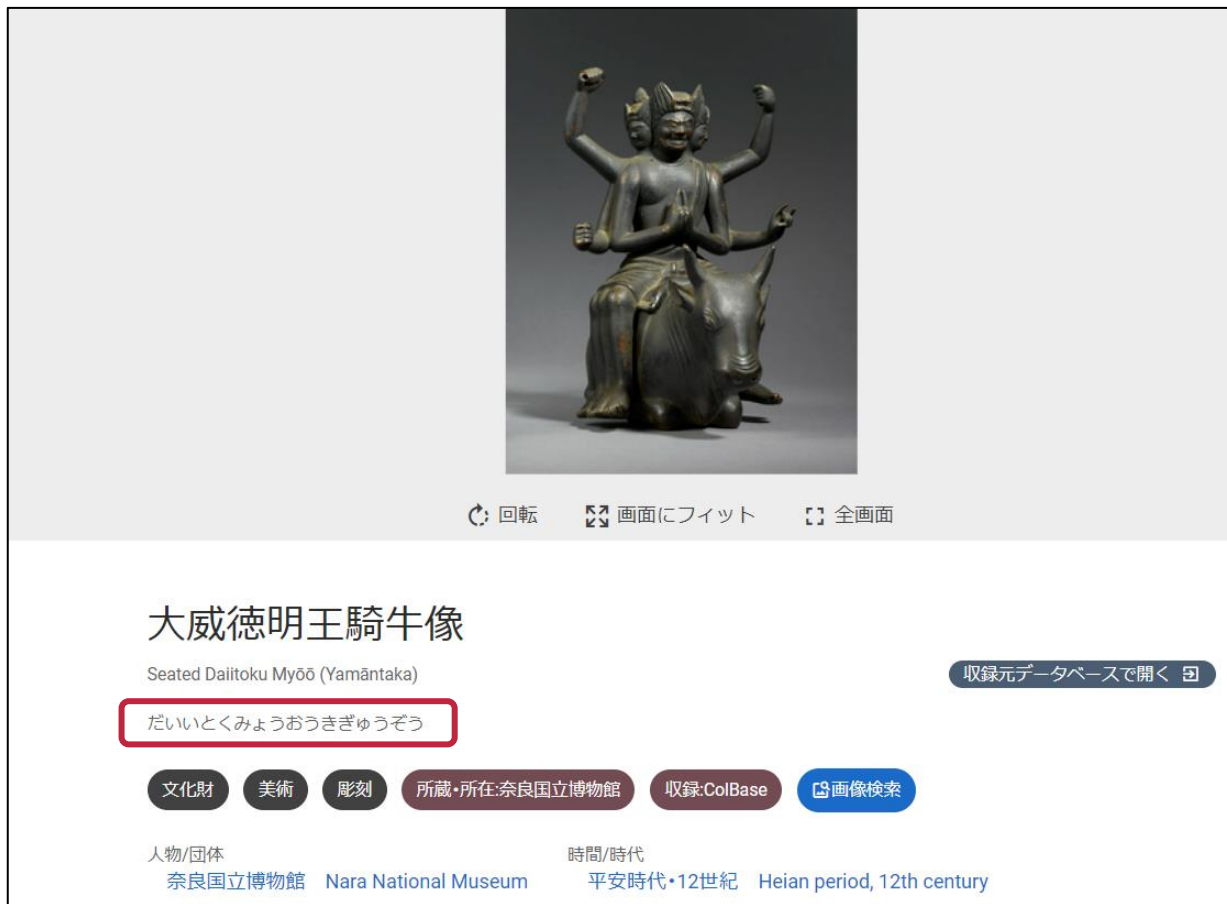 回転 画面にフィット 全画面
大威徳明王騎牛像
Seated Daiitoku Myōō (Yamāntaka)
収録元データベースで開く
だいいとくみょうおうきぎゅうぞう
文化財 美術 彫刻 所蔵・所在:奈良国立博物館 収録:ColBase 画像検索
人物/団体 時間/時代
奈良国立博物館 Nara National Museum 平安時代・12世紀 Heian period, 12th century